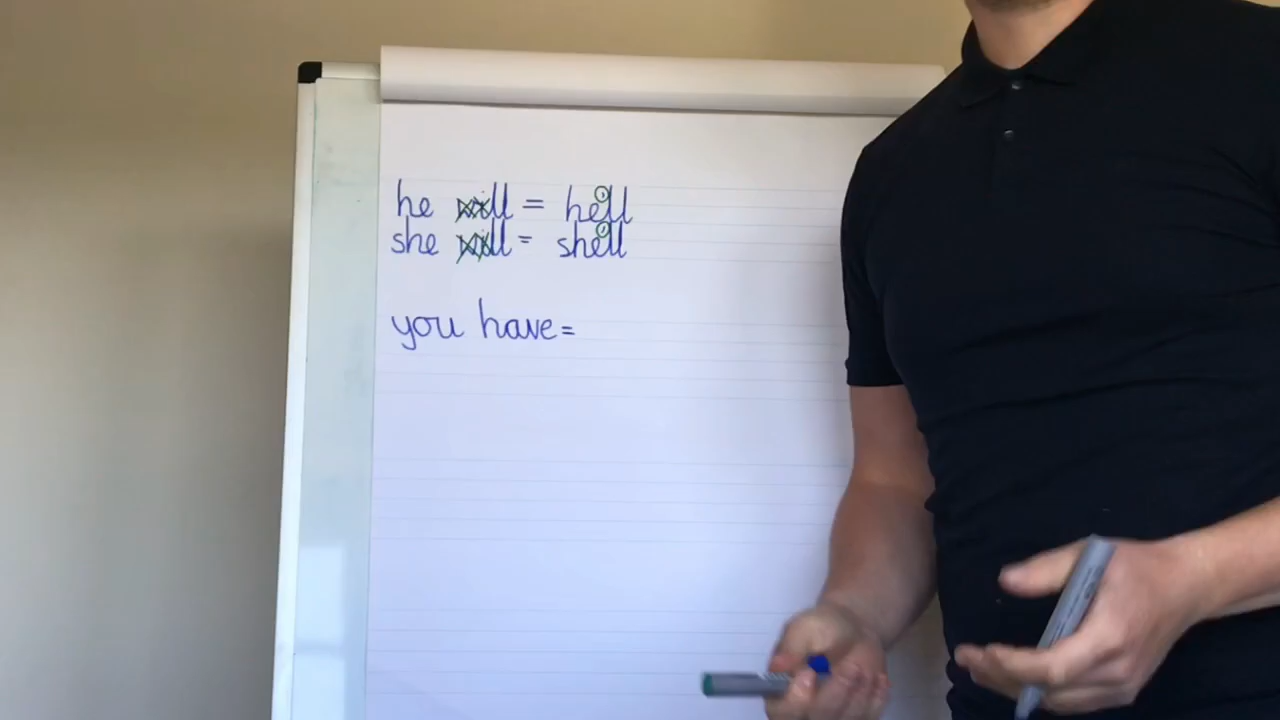 he will = he'll
she will = she'll
you have =